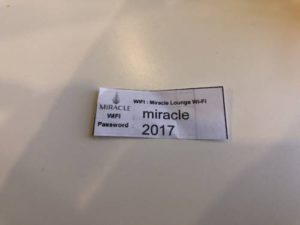 WIFI : Miracle Lounge Wi-Fi
MIRACLE
WIFI
Password :
miracle
2017